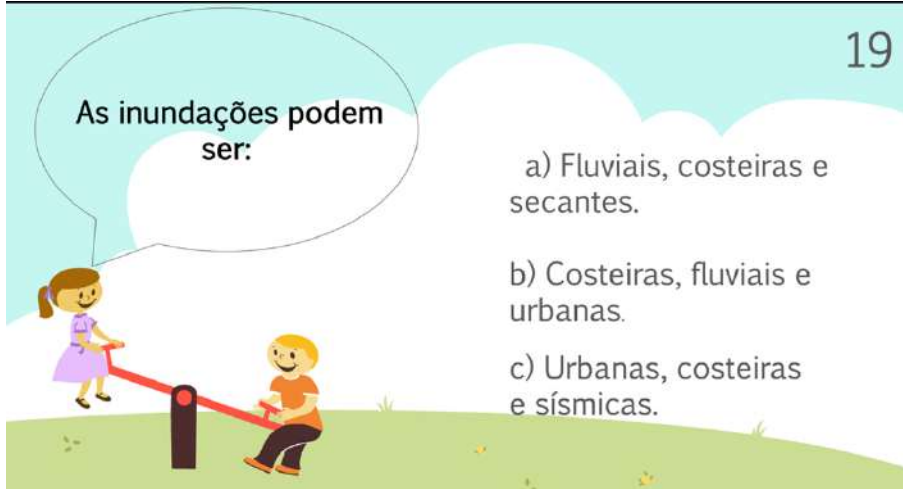 19
As inundações podem
ser:
a) Fluviais, costeiras e
secantes.
b) Costeiras, fluviais e
urbanas.
c) Urbanas, costeiras
e sísmicas.